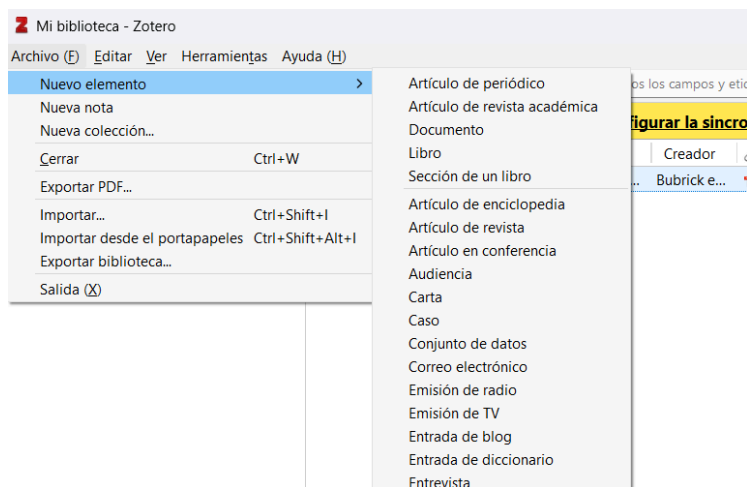 Mi biblioteca - Zotero
Archivo (F) Editar Ver Herramientas Ayuda (H)
Nuevo elemento >
Nueva nota
Nueva colección...
Cerrar Ctrl+W
Exportar PDF...
Importar... Ctrl+Shift+I
Importar desde el portapapeles Ctrl+Shift+Alt+I
Exportar biblioteca...
Salida (X)
Artículo de periódico
Artículo de revista académica
Documento
Libro
Sección de un libro
Artículo de enciclopedia
Artículo de revista
Artículo en conferencia
Audiencia
Carta
Caso
Conjunto de datos
Correo electrónico
Emisión de radio
Emisión de TV
Entrada de blog
Entrada de diccionario
Entrevista
os los campos y etiq
figurar la sincro
Creador
... Bubrick e...